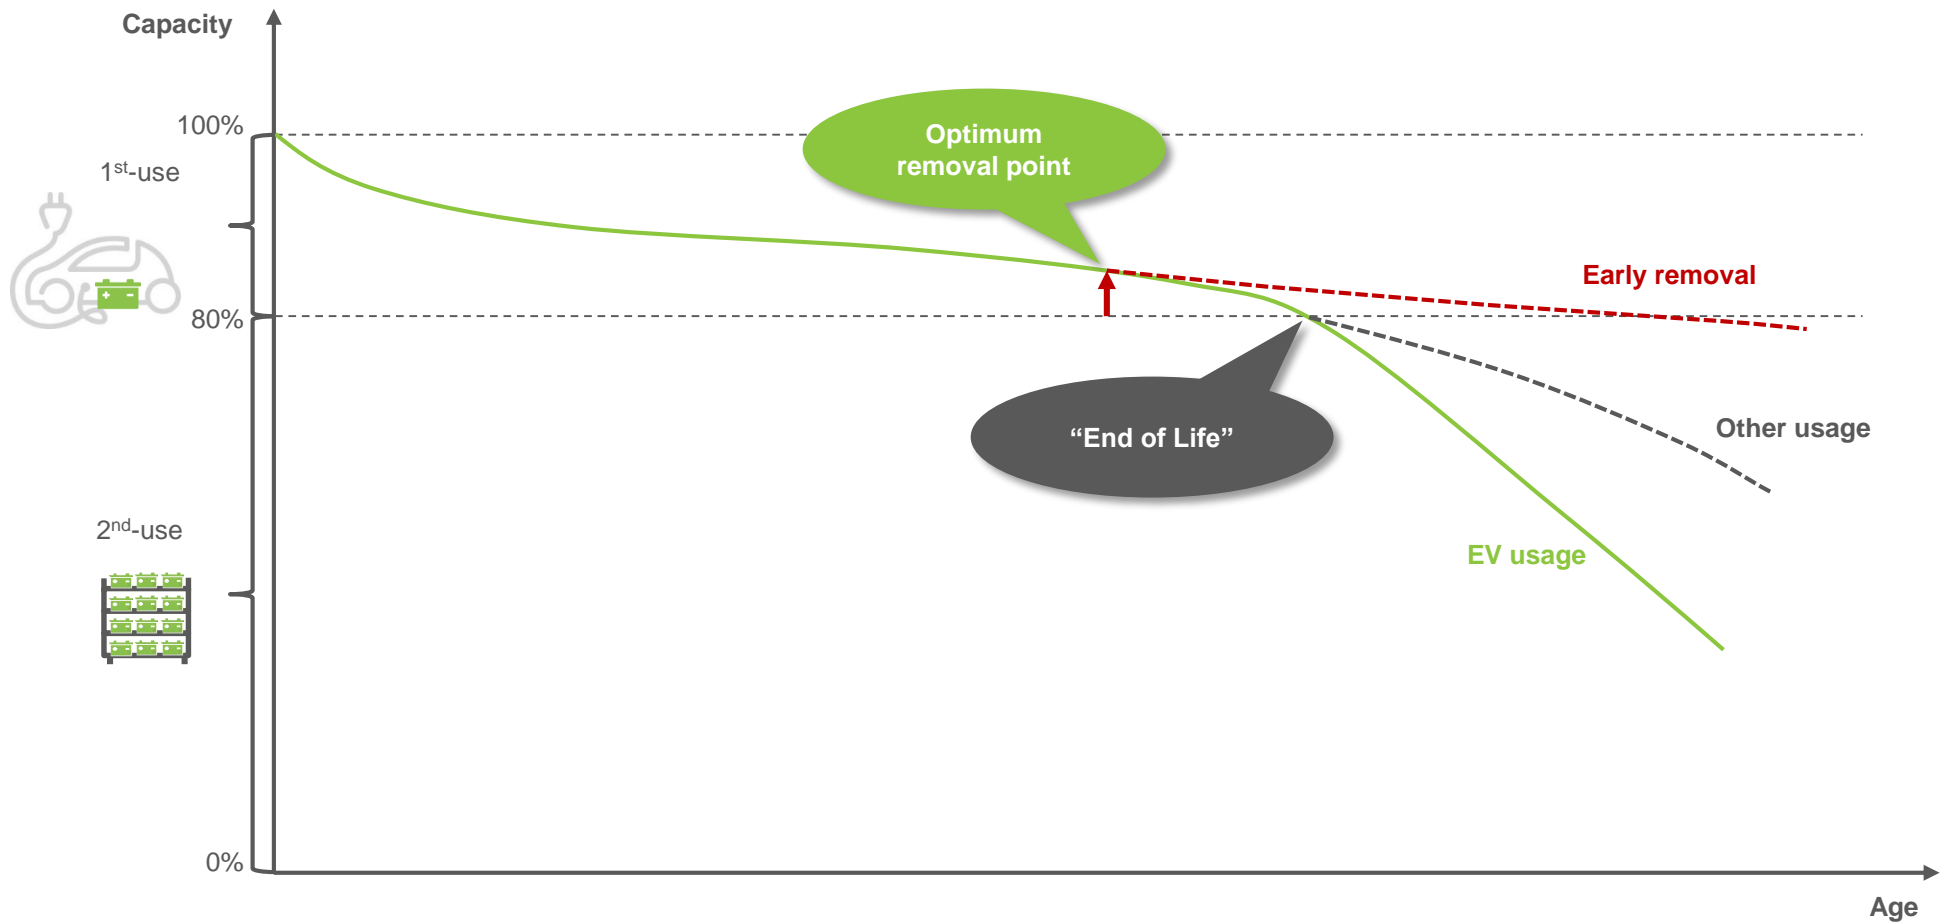 Capacity
100%
1st-use
Optimum
removal point
Early removal
80%
Other usage
“End of Life”
2nd-use
EV usage
0%
Age